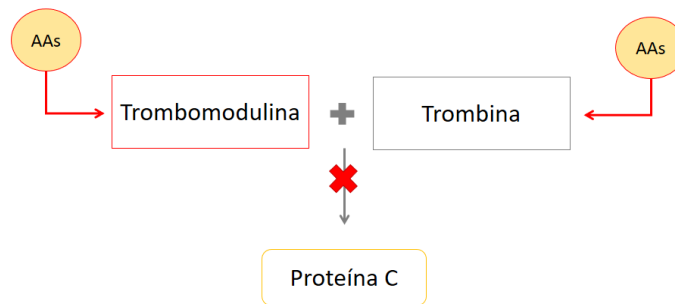 AAs
AAs
Trombomodulina
Trombina
Proteína C